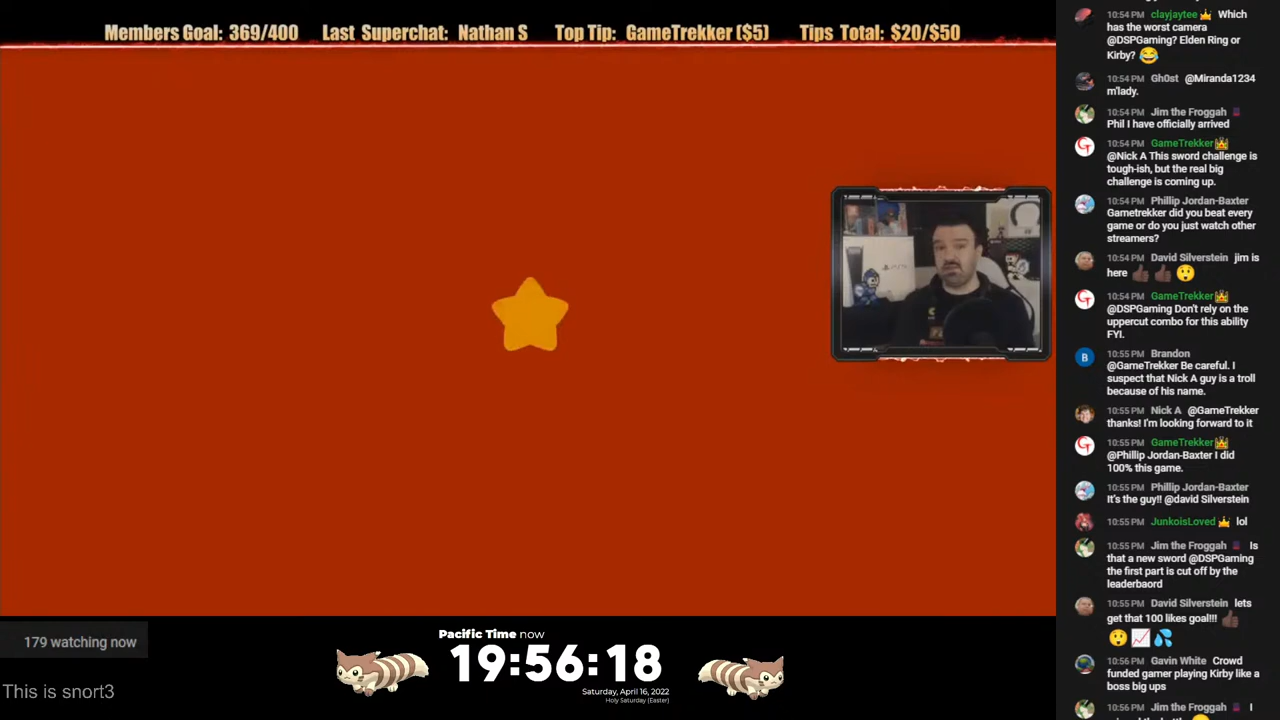 Members Goal: 369/400 Last Superchat: Nathan S Top Tip: GameTrekker ($5) Tips Total: $20/$50
10:54 PM clayjaytee Which
has the worst camera
@DSPGaming? Elden Ring or
Kirby?
10:54 PM Gh0st @Miranda1234
m'lady.
10:54 PM Jim the Froggah
Phil I have officially arrived
10:54 PM GameTrekker
@Nick A This sword challenge is
tough-ish, but the real big
challenge is coming up.
10:54 PM Phillip Jordan-Baxter
Gametrekker did you beat every
game or do you just watch other
streamers?
10:54 PM David Silverstein jim is
here
10:54 PM GameTrekker
@DSPGaming Don't rely on the
uppercut combo for this ability
FYI.
B
10:55 PM Brandon
@GameTrekker Be careful. I
suspect that Nick A guy is a troll
because of his name.
10:55 PM Nick A @GameTrekker
thanks! I'm looking forward to it
10:55 PM GameTrekker
@Phillip Jordan-Baxter I did
100% this game.
10:55 PM Phillip Jordan-Baxter
It's the guy!! @david Silverstein
10:55 PM JunkoisLoved lol
10:55 PM Jim the Froggah Is
that a new sword @DSPGaming
the first part is cut off by the
leaderbaord
10:55 PM David Silverstein lets
get that 100 likes goal!!!
10:56 PM Gavin White Crowd
funded gamer playing Kirby like a
boss big ups
10:56 PM Jim the Froggah I
179 watching now
This is snort3
Pacific Time now
19:56:18
Saturday, April 16, 2022
Holy Saturday (Easter)